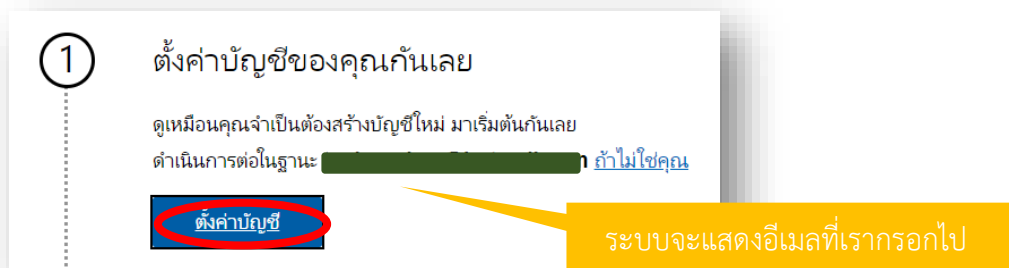 1
ตั้งค่าบัญชีของคุณกันเลย
ดูเหมือนคุณจำเป็นต้องสร้างบัญชีใหม่ มาเริ่มต้นกันเลย
ดำเนินการต่อในฐานะ ถ้าไม่ใช่คุณ
ตั้งค่าบัญชี
ระบบจะแสดงอีเมลที่เรากรอกไป